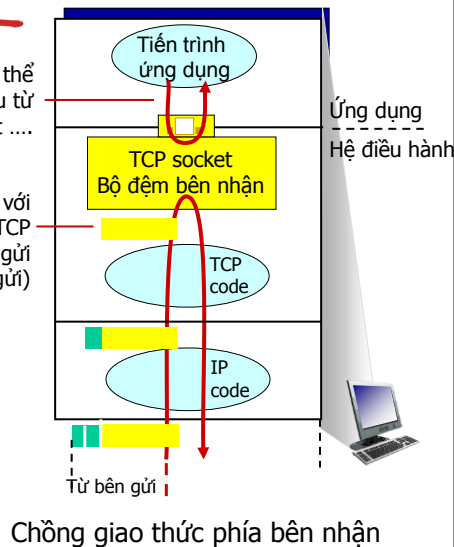 Tiến trình
ứng dụng
thể
từ
….
Ứng dụng
Hệ điều hành
TCP socket
Bộ đệm bên nhận
với
TCP
gửi
gửi)
TCP
code
IP
code
Từ bên gửi
Chồng giao thức phía bên nhận